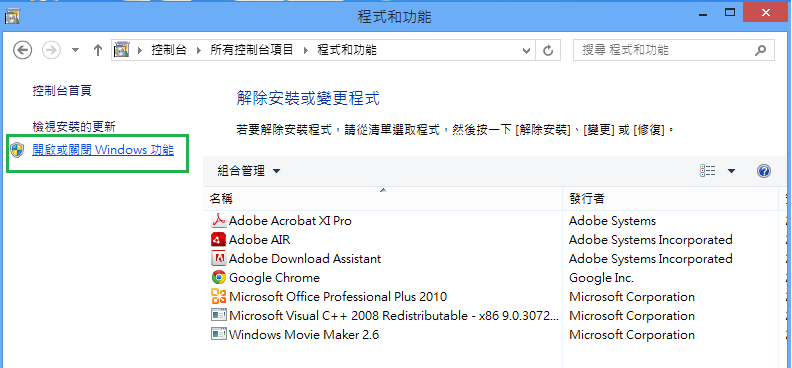 程式和功能
控制台 所有控制台項目 程式和功能 搜尋 程式和功能
控制台首頁
檢視安裝的更新
開啟或關閉 Windows 功能
解除安裝或變更程式
若要解除安裝程式，請從清單選取程式，然後按一下 [解除安裝]、[變更] 或 [修復]。
組合管理
名稱 發行者
Adobe Acrobat XI Pro Adobe Systems
Adobe AIR Adobe Systems Incorporated
Adobe Download Assistant Adobe Systems Incorporated
Google Chrome Google Inc.
Microsoft Office Professional Plus 2010 Microsoft Corporation
Microsoft Visual C++ 2008 Redistributable - x86 9.0.3072... Microsoft Corporation
Windows Movie Maker 2.6 Microsoft Corporation